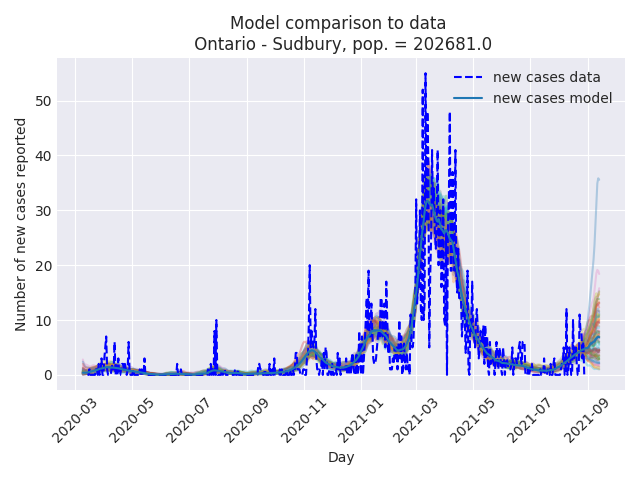 Model comparison to data
Ontario - Sudbury, pop. = 202681.0
new cases data
new cases model
Number of new cases reported
50
40
30
20
10
0
2020-03
2020-05
2020-07
2020-09
2020-11
2021-01
2021-03
2021-05
2021-07
2021-09
Day